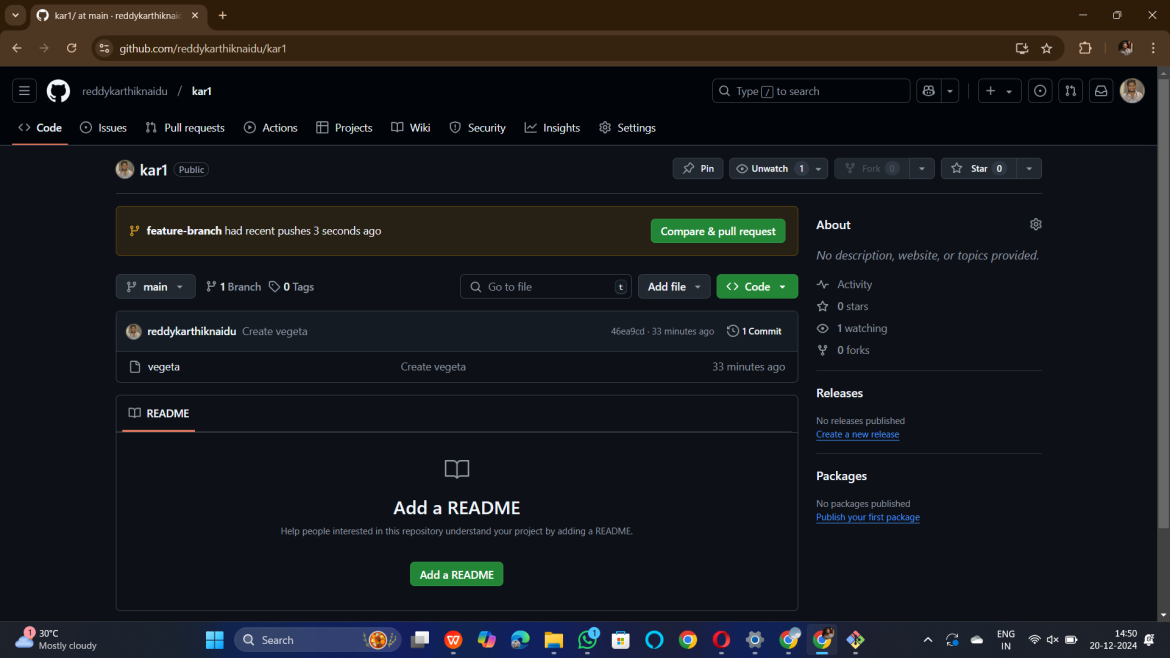 kar1/ at main · reddykarthiknaid
github.com/reddykarthiknaidu/kar1
reddykarthiknaidu / kar1
Type / to search
Code Issues Pull requests Actions Projects Wiki Security Insights Settings
kar1 Public
Pin Unwatch 1 Fork 0 Star 0
feature-branch had recent pushes 3 seconds ago
Compare & pull request
main 1 Branch 0 Tags
Go to file t
Add file
Code
reddykarthiknaidu Create vegeta 46ea9cd · 33 minutes ago 1 Commit
vegeta Create vegeta 33 minutes ago
README
Add a README
Help people interested in this repository understand your project by adding a README.
Add a README
About
No description, website, or topics provided.
Activity
0 stars
1 watching
0 forks
Releases
No releases published
Create a new release
Packages
No packages published
Publish your first package
1
30°C
Mostly cloudy
Search
W
1
ENG
IN
14:50
20-12-2024